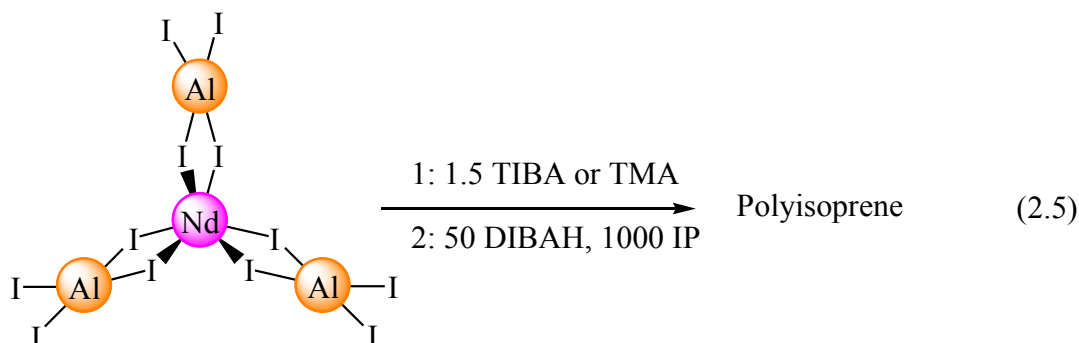 I I
Al
I I
1: 1.5 TIBA or TMA
Polyisoprene (2.5)
2: 50 DIBAH, 1000 IP
Nd
I I
I I
I Al Al I
I I